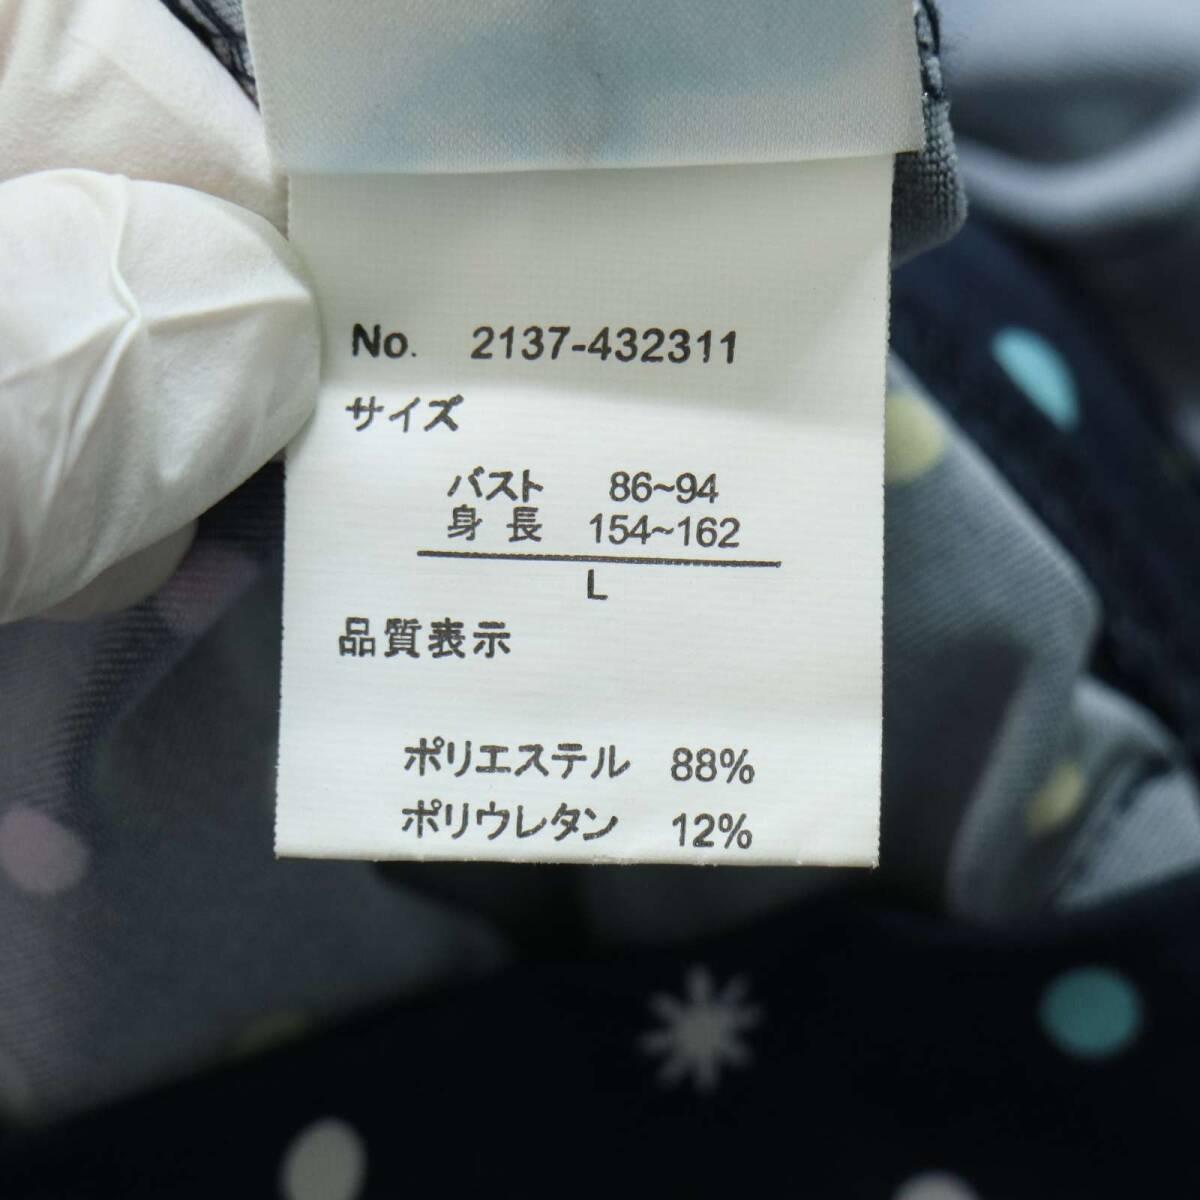 No. 2137-432311
サイズ
バスト 86~94
身長 154~162
L
品質表示
ポリエステル 88%
ポリウレタン 12%